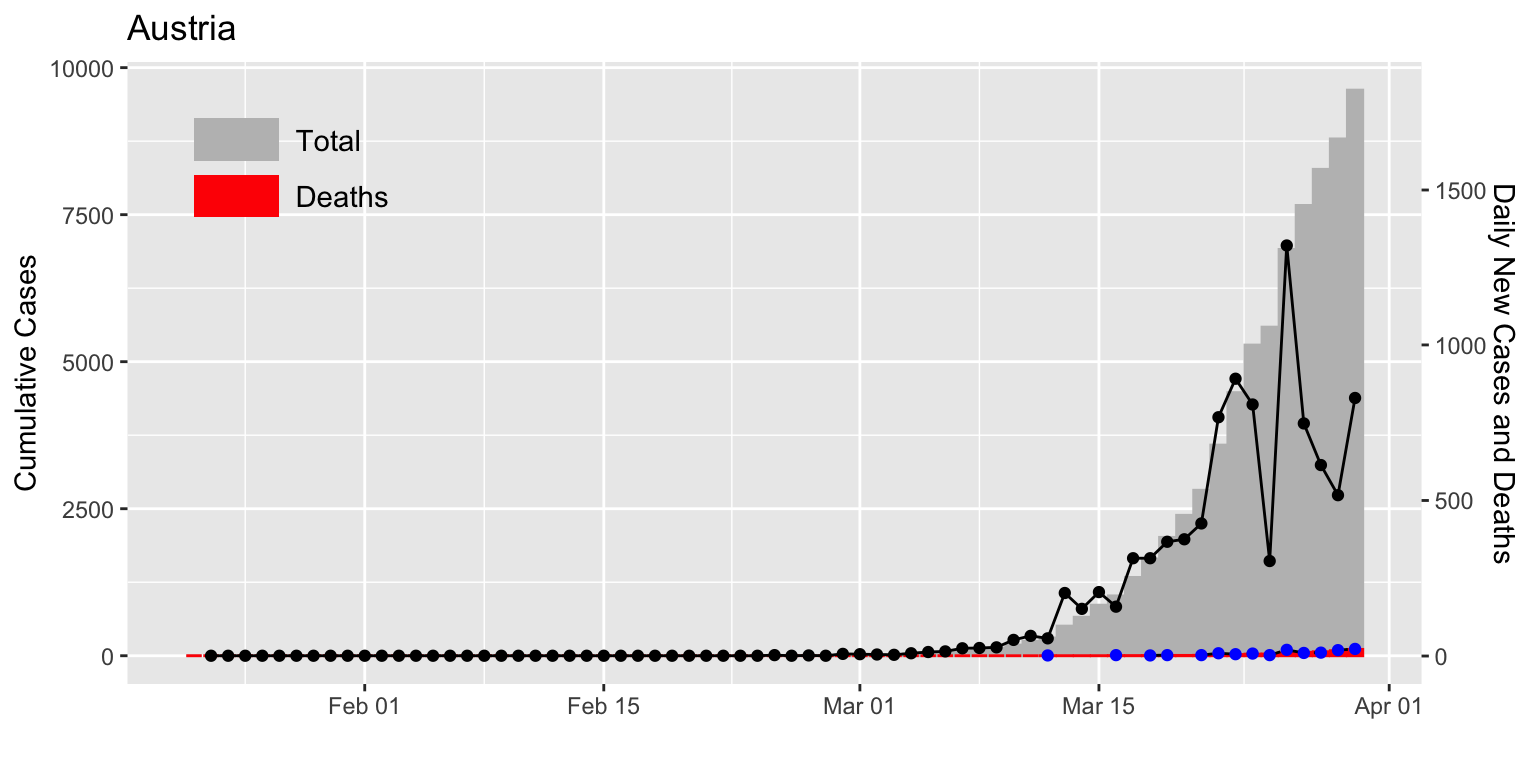 Austria
10000
7500
5000
2500
0
Cumulative Cases
Total
Deaths
1500
1000
500
0
Daily New Cases and Deaths
Feb 01
Feb 15
Mar 01
Mar 15
Apr 01